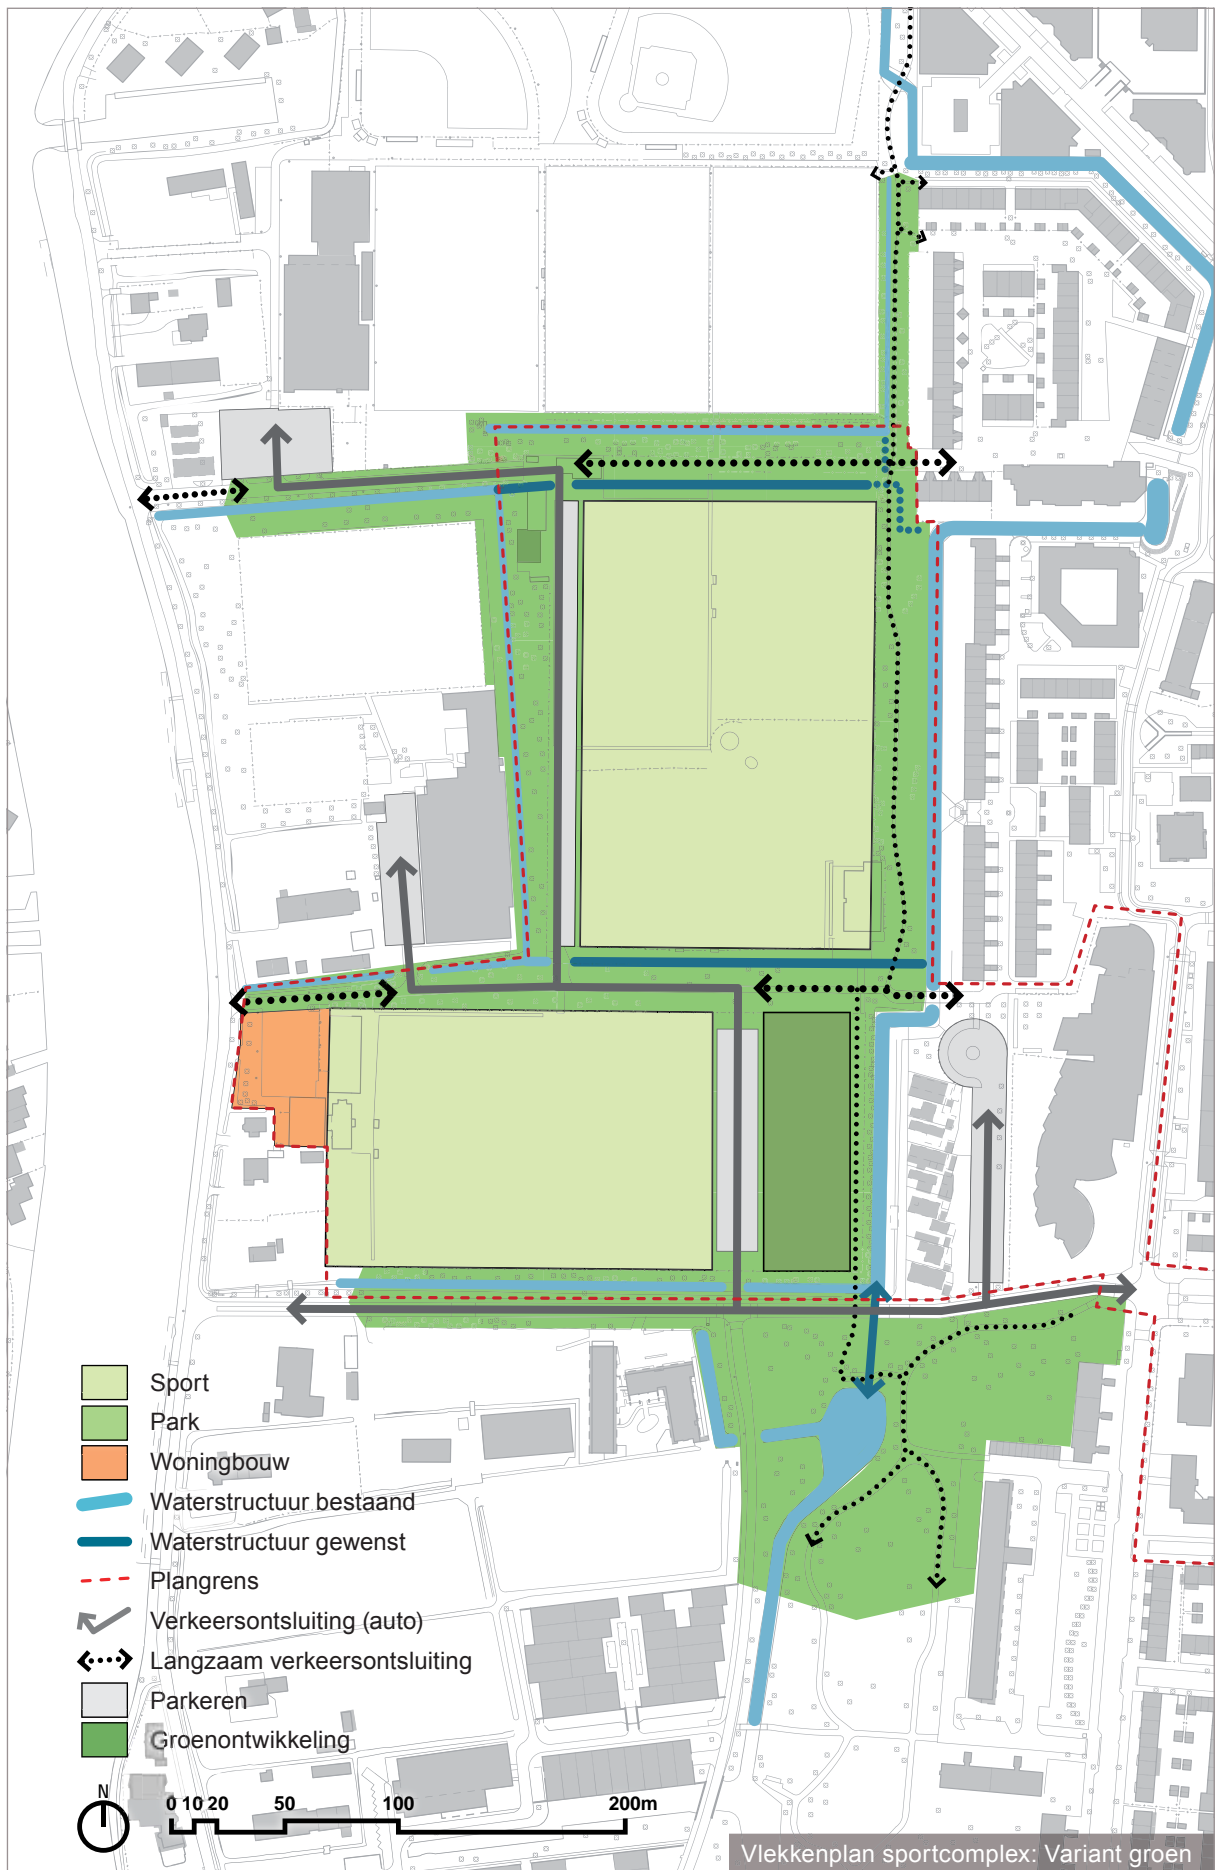 Sport
Park
Woningbouw
Waterstructuur bestaand
Waterstructuur gewenst
Plangrens
Verkeersontsluiting (auto)
Langzaam verkeersontsluiting
Parkeren
Groenontwikkeling
N
0 10 20 50 100 200m
Vlekkenplan sportcomplex: Variant groen